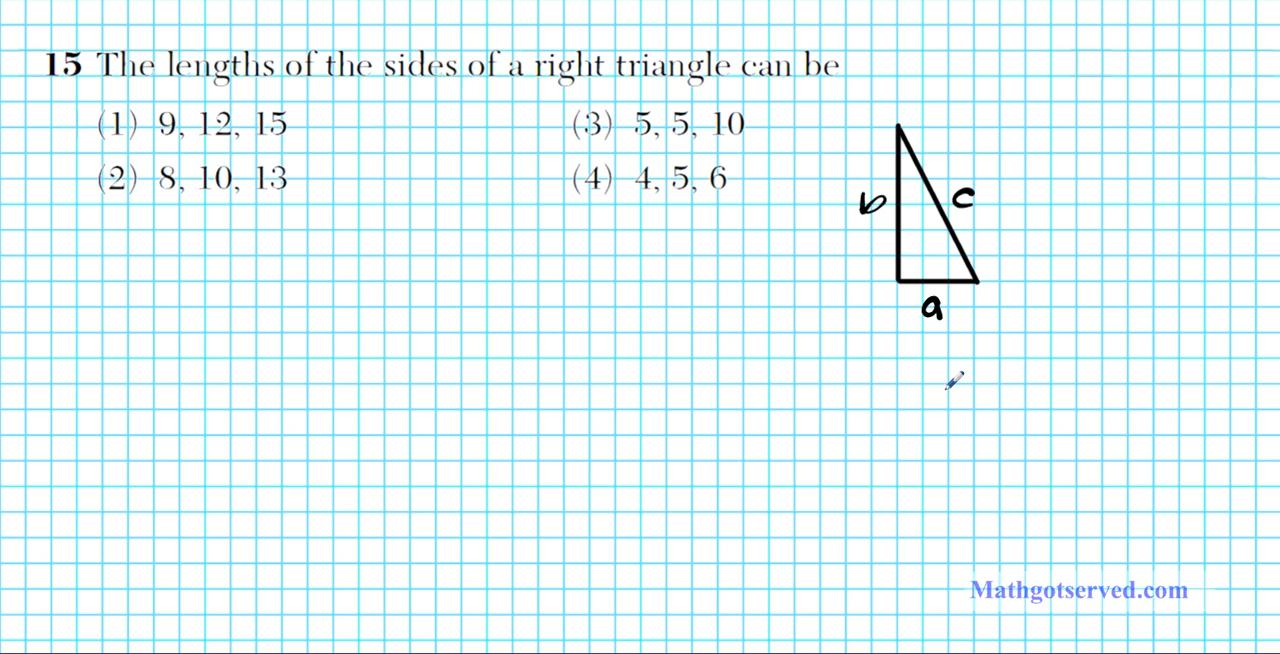 15 The lengths of the sides of a right triangle can be
(1) 9, 12, 15 (3) 5, 5, 10
(2) 8, 10, 13 (4) 4, 5, 6
b c
a
Mathgotserved.com